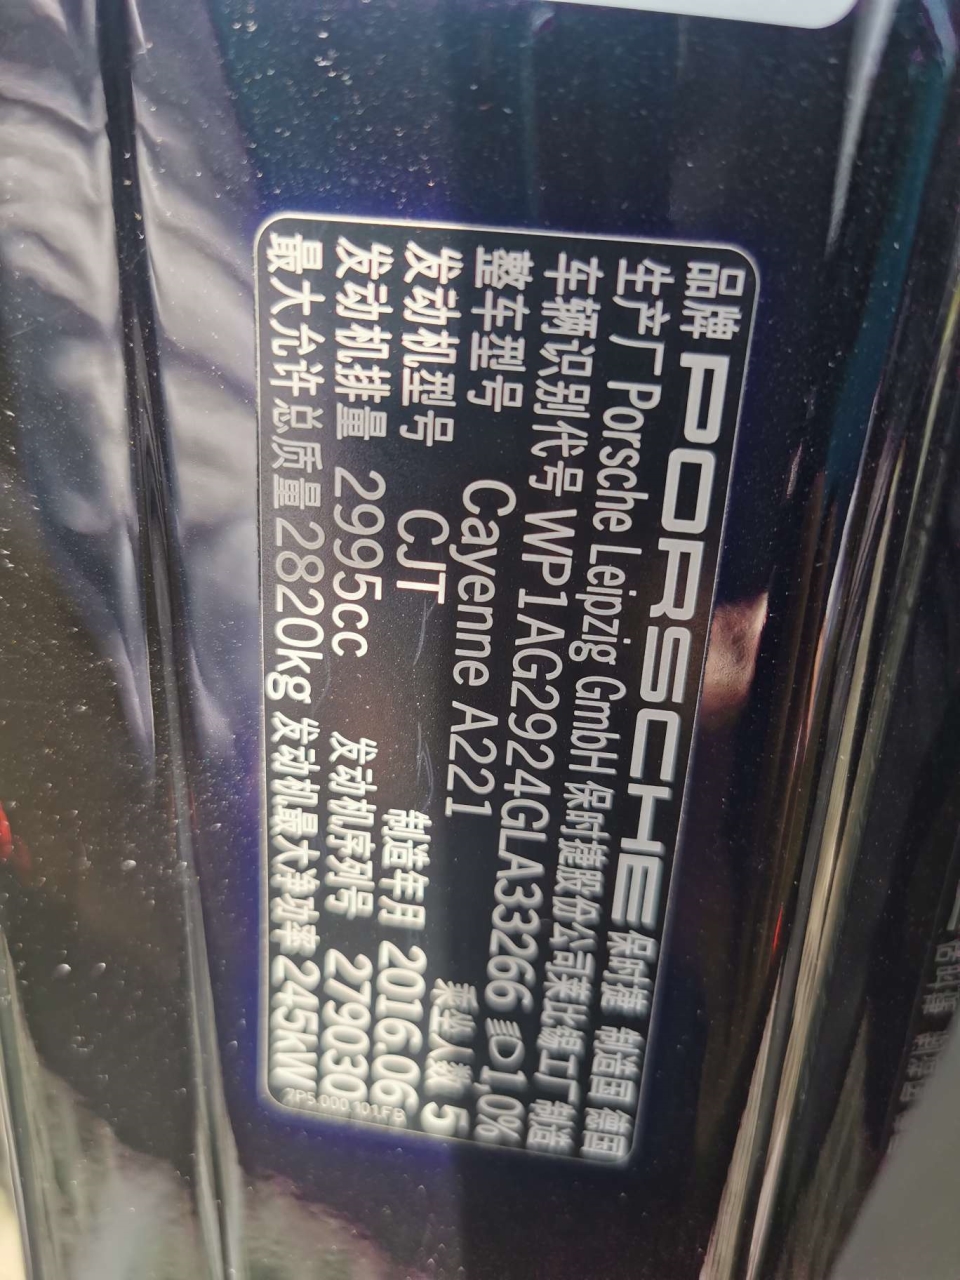 品牌 PORSCHE 保时捷 制造国 德国
生产厂 Porsche Leipzig GmbH 保时捷股份公司莱比锡工厂 制造
车辆识别代号 WP1AG2924GLA33266 1,0%
整车型号 Cayenne A221 乘坐人数 5
发动机型号 CJT 制造年月 2016.06
发动机排量 2995cc 发动机序列号 279030
最大允许总质量 2820kg 发动机最大净功率 245kW
7P5.000.101.FB